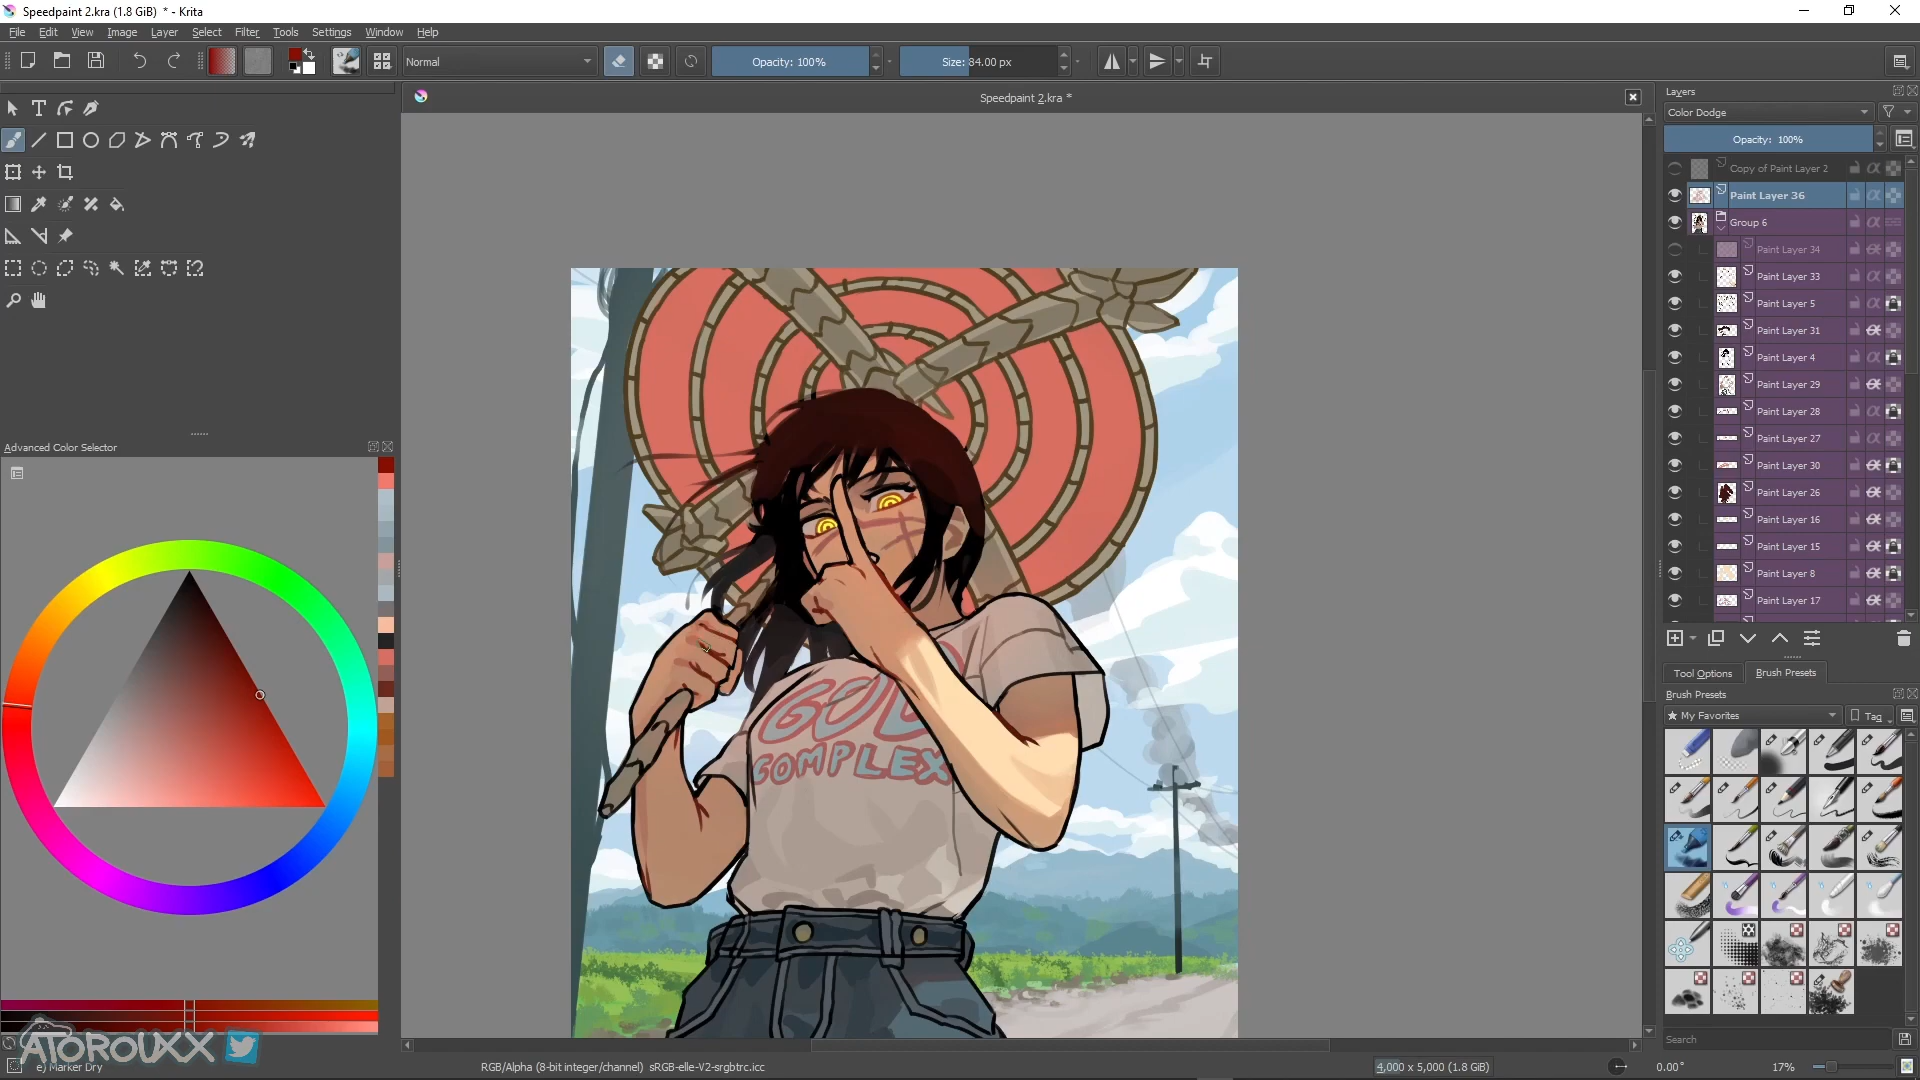 Speedpaint 2.kra (1.8 GiB) * - Krita
File Edit View Image Layer Select Filter Tools Settings Window Help
Normal
Opacity: 100%
Size: 84.00 px
Speedpaint 2.kra *
Layers
Color Dodge
Opacity: 100%
Copy of Paint Layer 2
Paint Layer 36
Group 6
Paint Layer 34
Paint Layer 33
Paint Layer 5
Paint Layer 31
Paint Layer 4
Paint Layer 29
Paint Layer 28
Paint Layer 27
Paint Layer 30
Paint Layer 26
Paint Layer 16
Paint Layer 15
Paint Layer 8
Paint Layer 17
Advanced Color Selector
GOD
COMPLEX
Tool Options Brush Presets
Brush Presets
★ My Favorites Tag
Search
ATOROUXX
e) Marker Dry
RGB/Alpha (8-bit integer/channel) sRGB-elle-V2-srgbtrc.icc
4,000 x 5,000 (1.8 GiB)
0.00°
17%